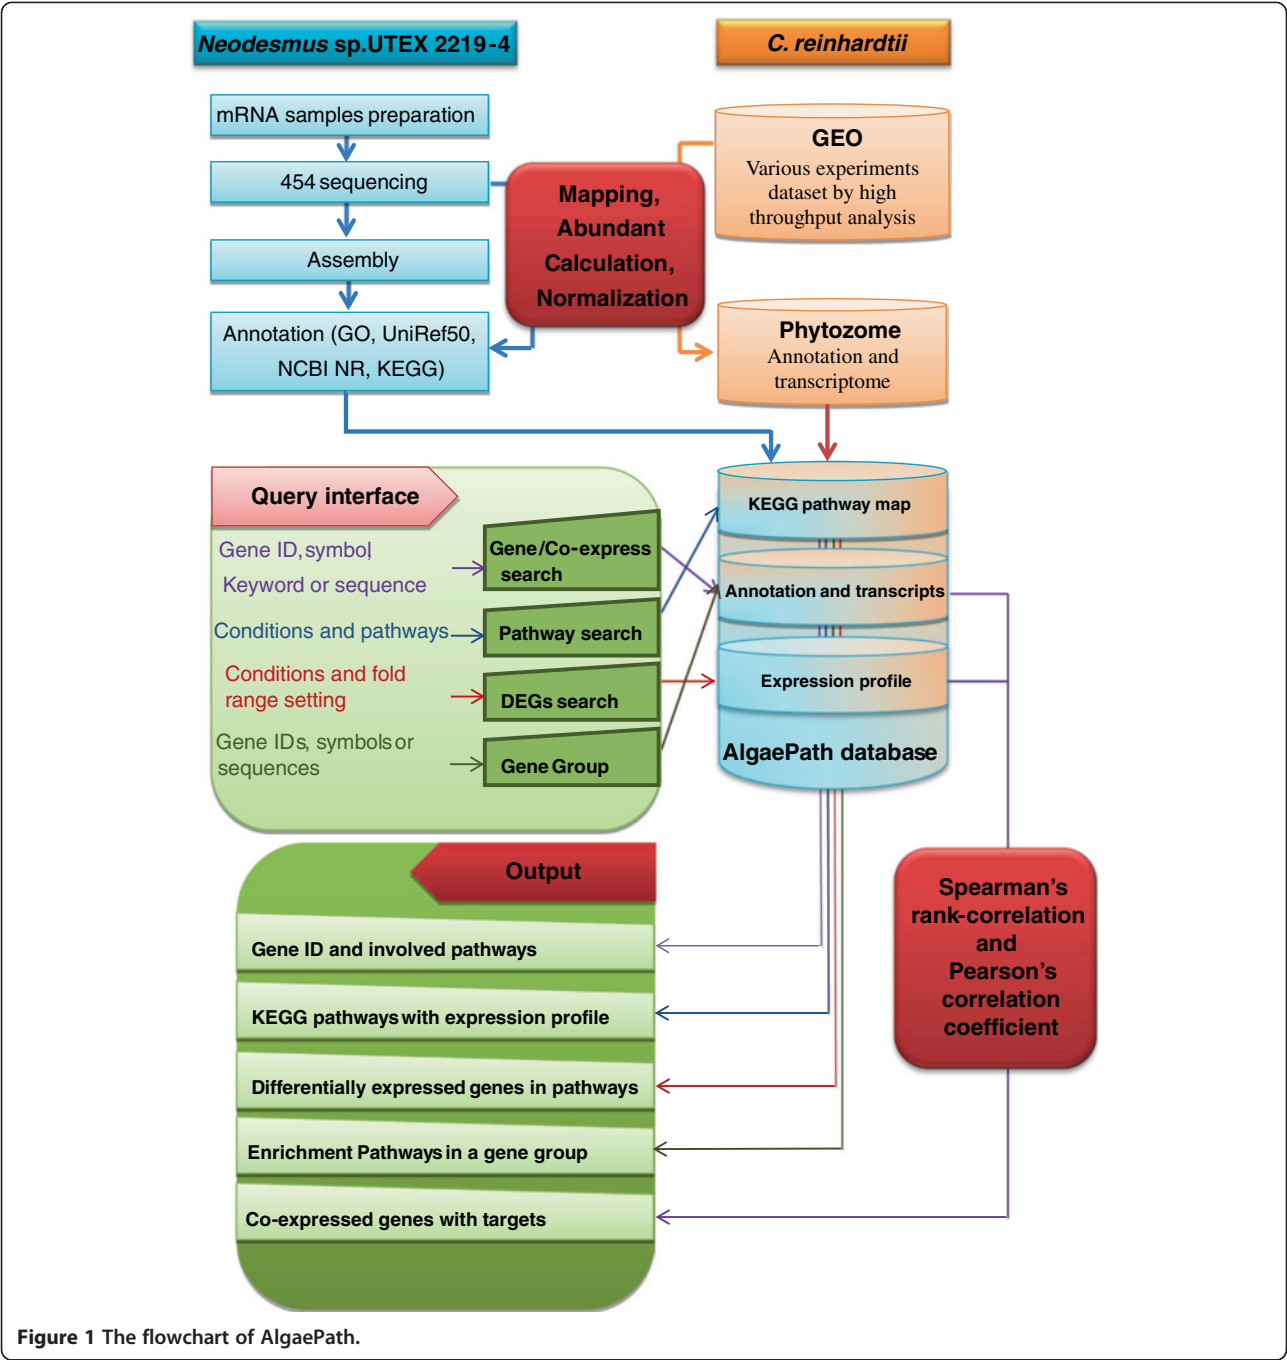 Neodesmus sp.UTEX 2219-4
C. reinhardtii
mRNA samples preparation
454 sequencing
Assembly
Annotation (GO, UniRef50,
NCBI NR, KEGG)
Mapping,
Abundant
Calculation,
Normalization
GEO
Various experiments
dataset by high
throughput analysis
Phytozome
Annotation and
transcriptome
Query interface
Gene ID, symbol,
Keyword or sequence
Conditions and pathways
Conditions and fold
range setting
Gene IDs, symbols or
sequences
Gene/Co-express
search
Pathway search
DEGs search
Gene Group
KEGG pathway map
Annotation and transcripts
Expression profile
AlgaePath database
Output
Gene ID and involved pathways
KEGG pathways with expression profile
Differentially expressed genes in pathways
Enrichment Pathways in a gene group
Co-expressed genes with targets
Spearman's
rank-correlation
and
Pearson's
correlation
coefficient
Figure 1 The flowchart of AlgaePath.